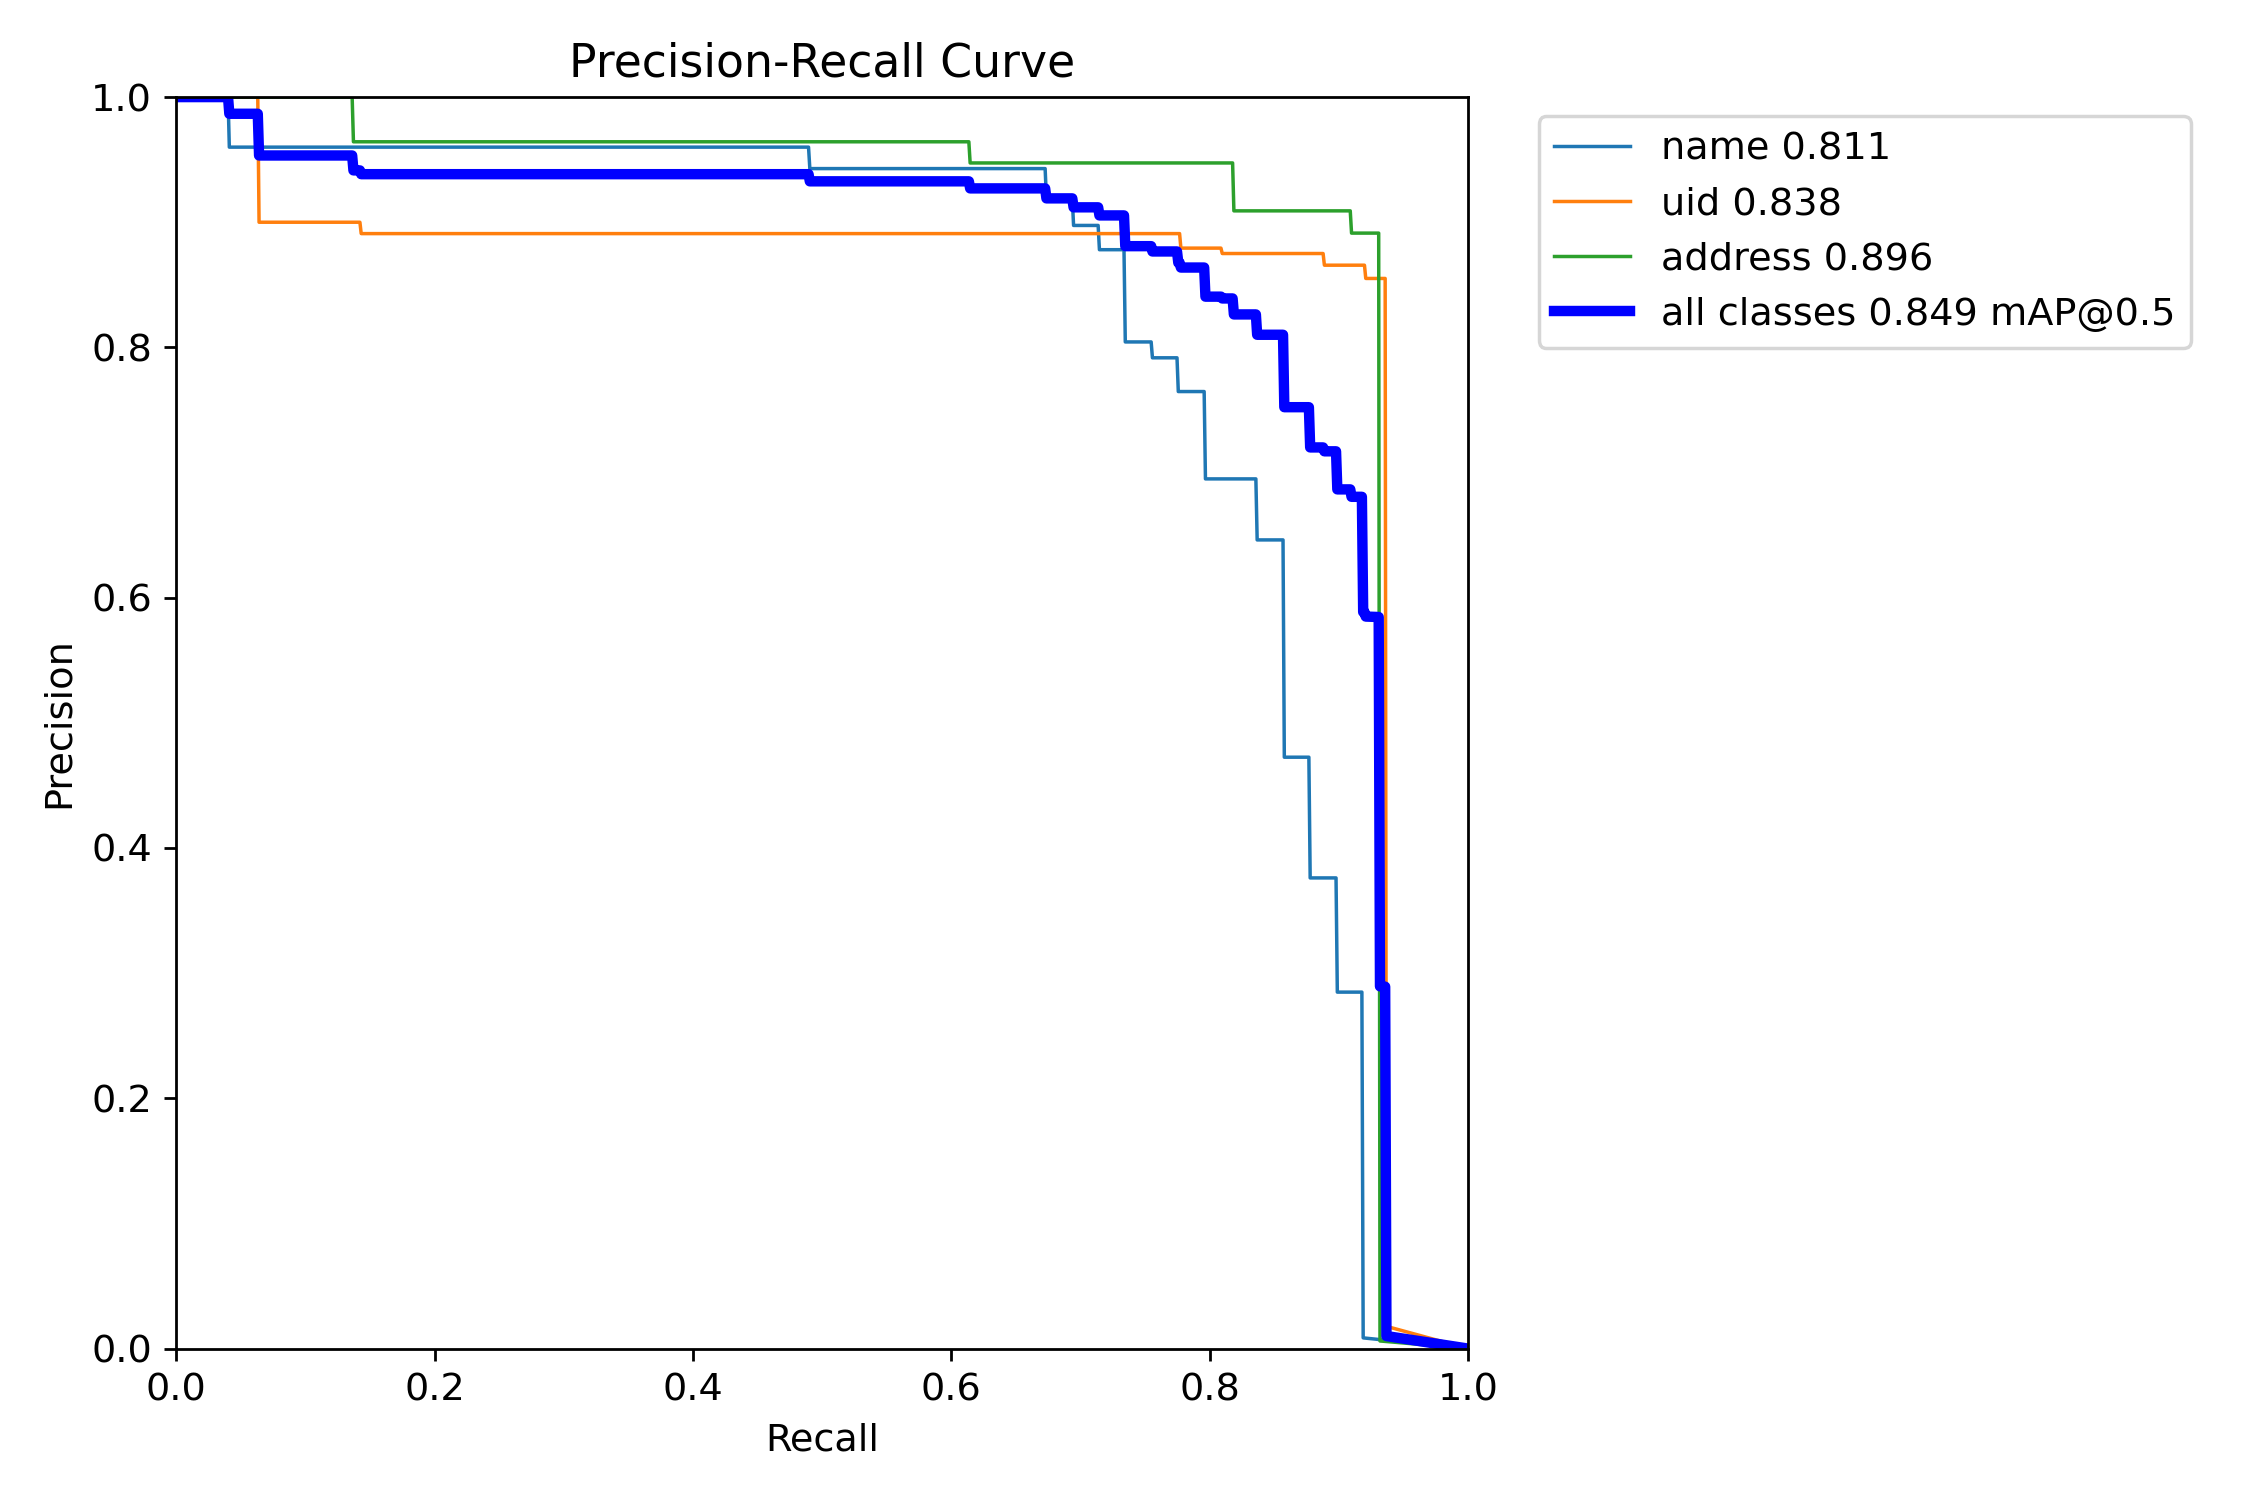 Precision-Recall Curve
1.0
0.8
0.6
0.4
0.2
0.0
Precision
0.0 0.2 0.4 0.6 0.8 1.0
Recall
name 0.811
uid 0.838
address 0.896
all classes 0.849 mAP@0.5